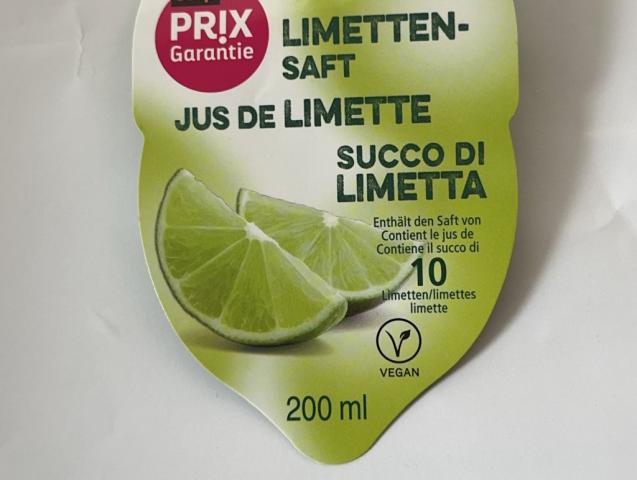 PR!X
Garantie
LIMETTEN-
SAFT
JUS DE LIMETTE
SUCCO DI
LIMETTA
Enthält den Saft von
Contient le jus de
Contiene il succo di
10
Limetten/limettes
limette
VEGAN
200 ml